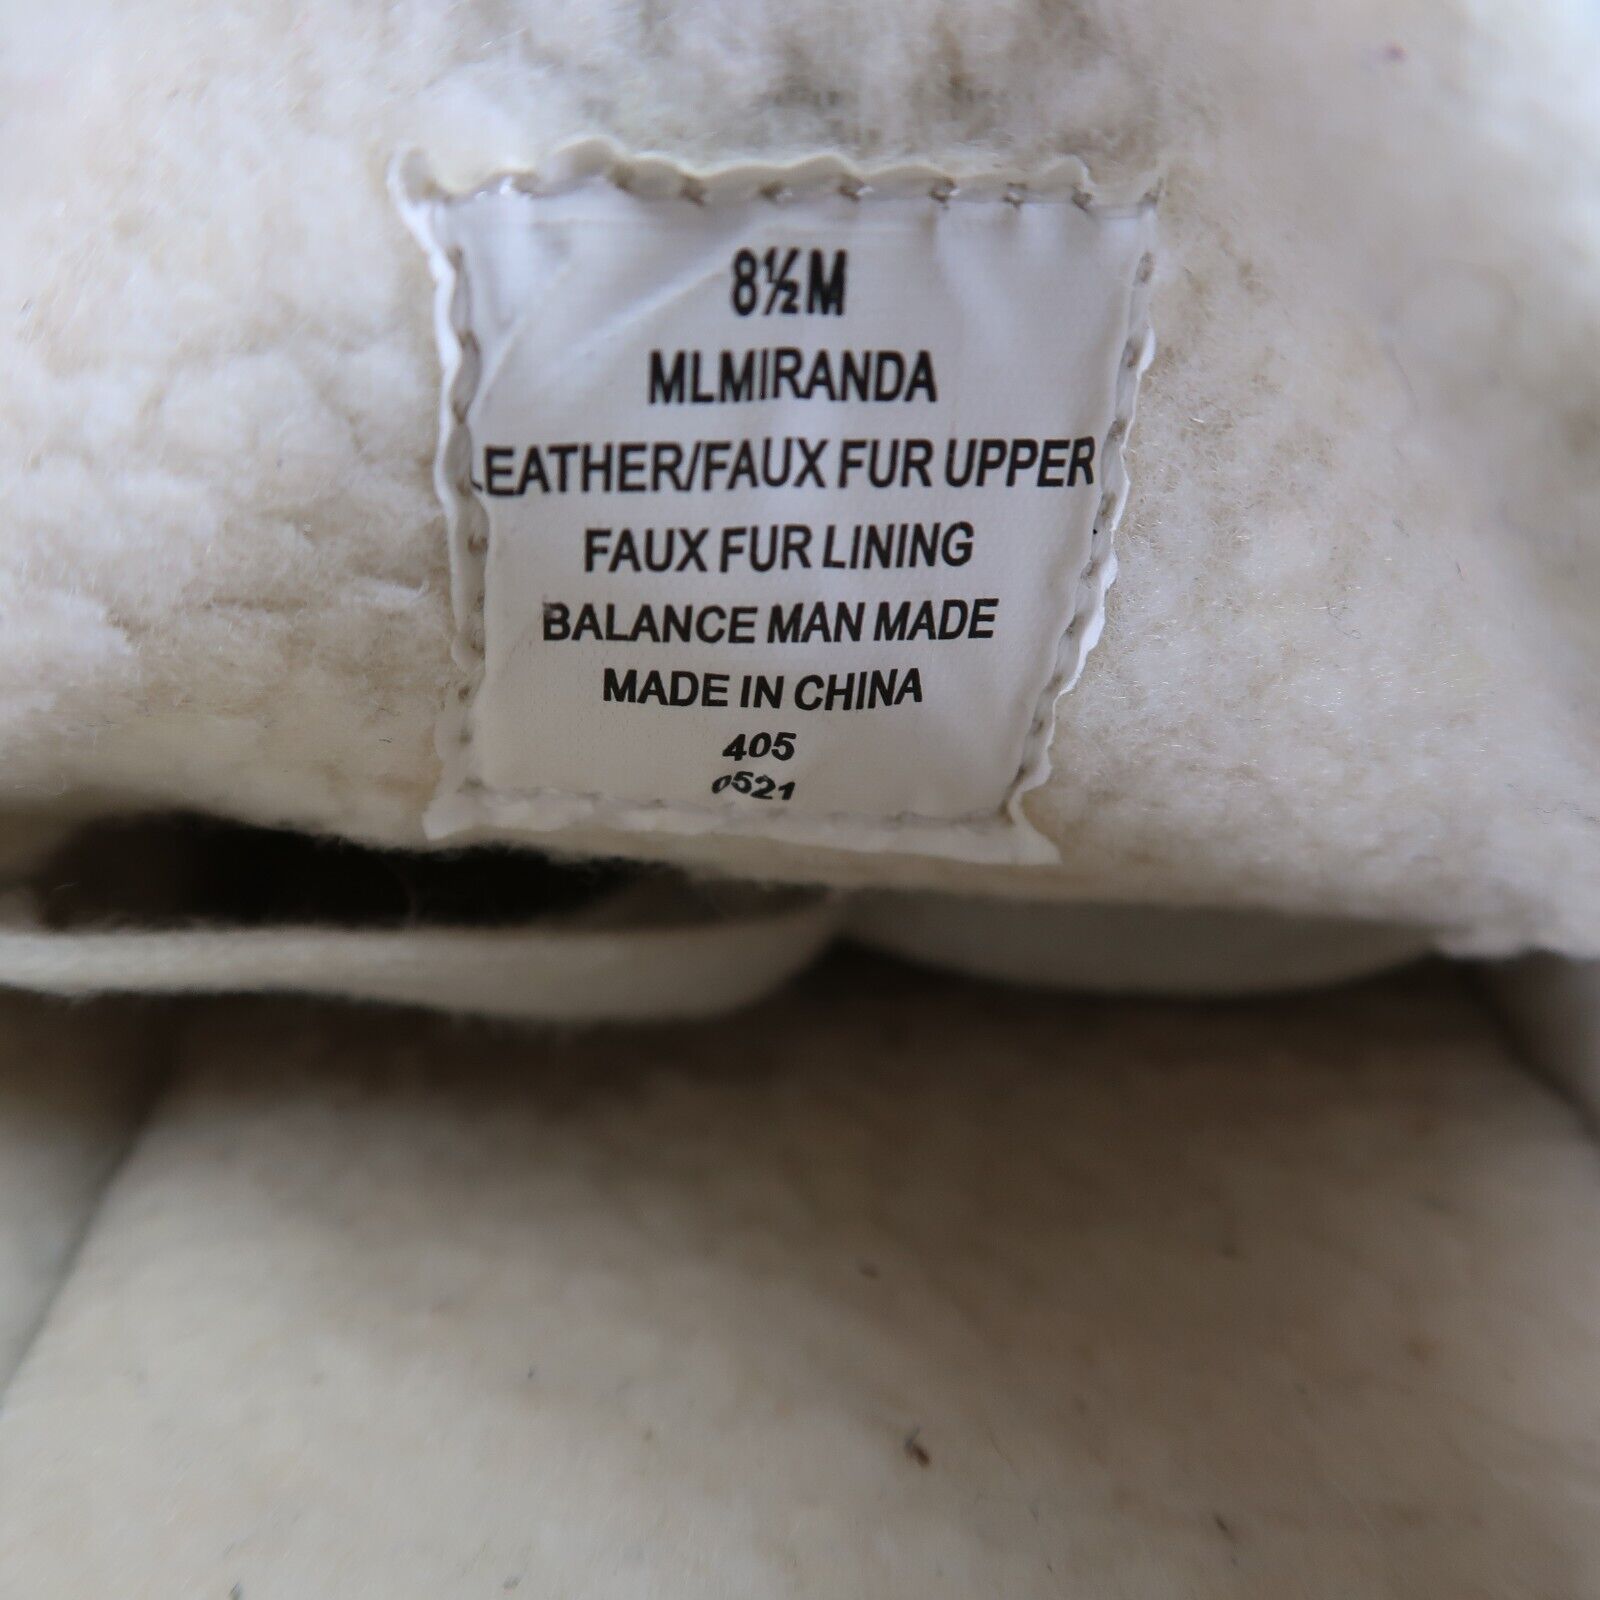 8½M
MLMIRANDA
LEATHER/FAUX FUR UPPER
FAUX FUR LINING
BALANCE MAN MADE
MADE IN CHINA
405
0521